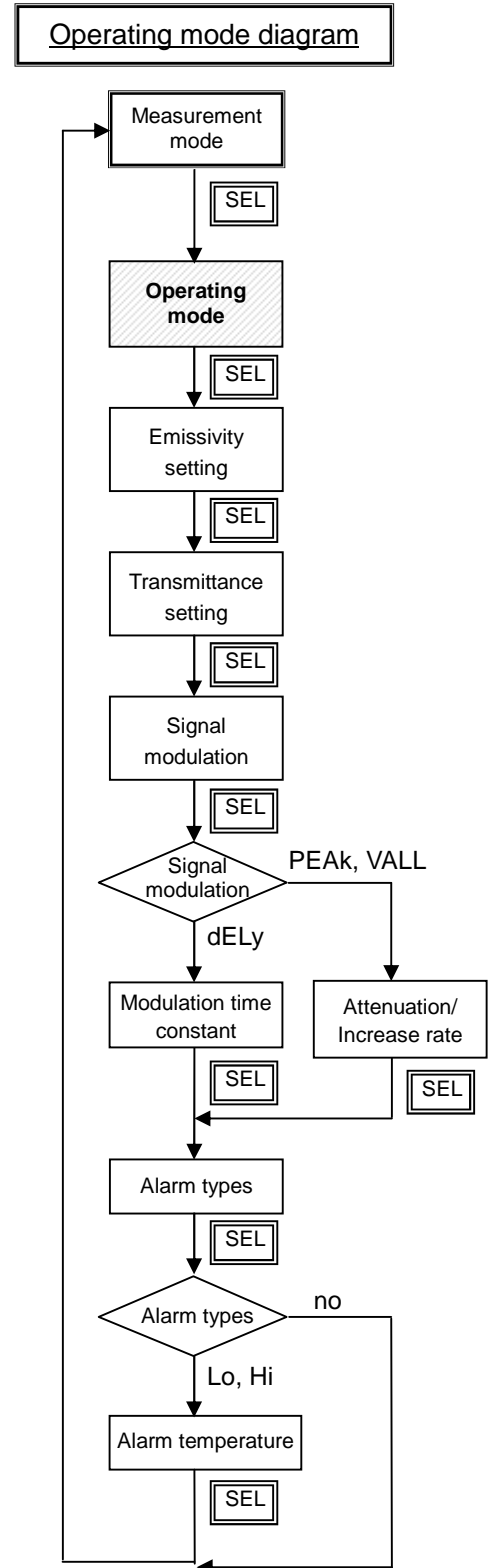 Operating mode diagram
Measurement
mode
SEL
Operating
mode
SEL
Emissivity
setting
SEL
Transmittance
setting
SEL
Signal
modulation
SEL
Signal
modulation
PEAk, VALL
dELy
Modulation time
constant
Attenuation/
Increase rate
SEL
SEL
Alarm types
SEL
Alarm types
no
Lo, Hi
Alarm temperature
SEL